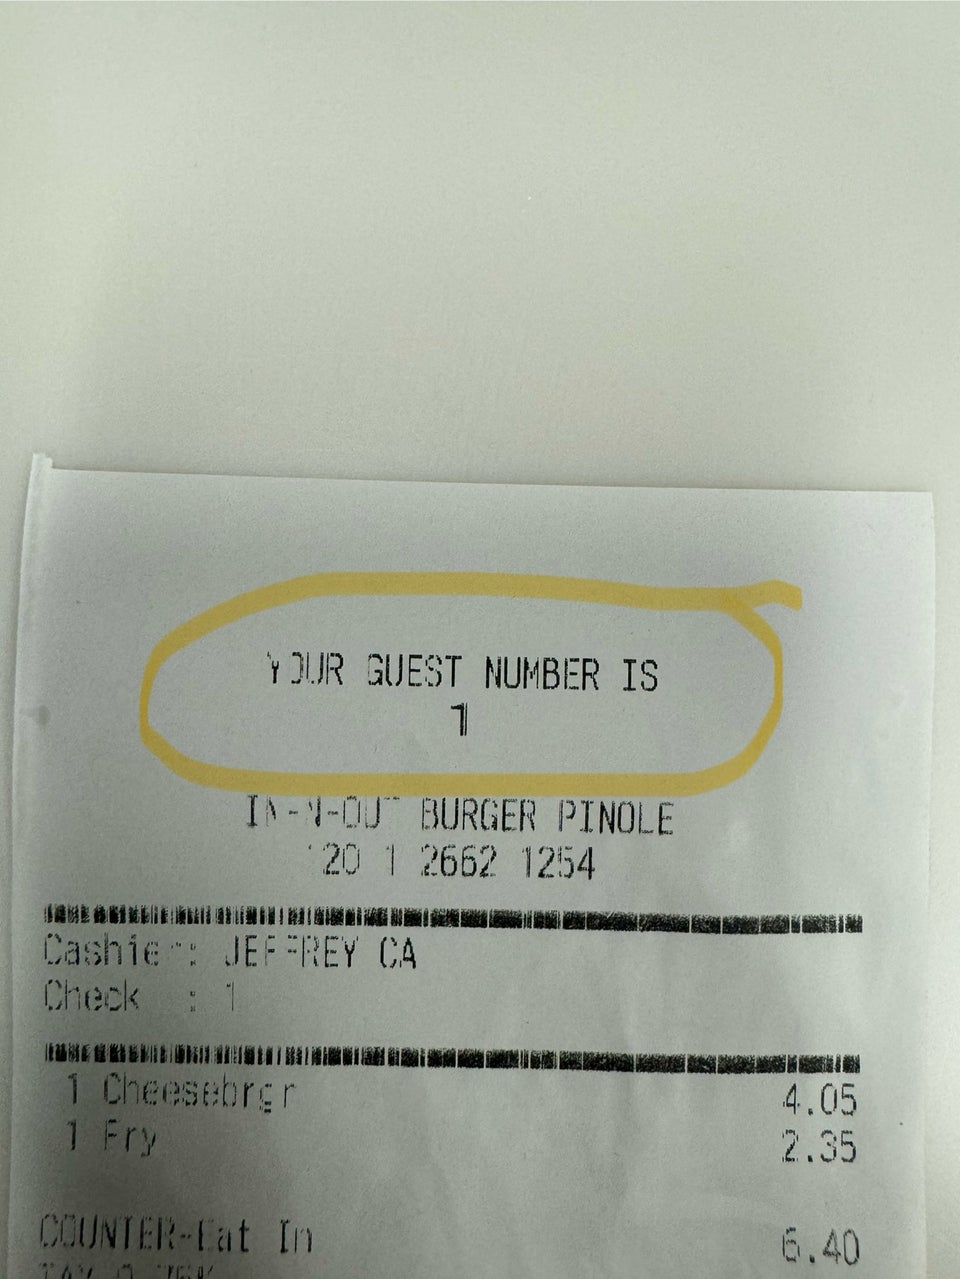 YOUR GUEST NUMBER IS
1
IN-N-OUT BURGER PINOLE
1 2662 1254
Cashier: JEFFREY CA
Check : 1
1 Cheesebrgr 4.05
1 Fry 2.35
COUNTER-Eat In 6.40